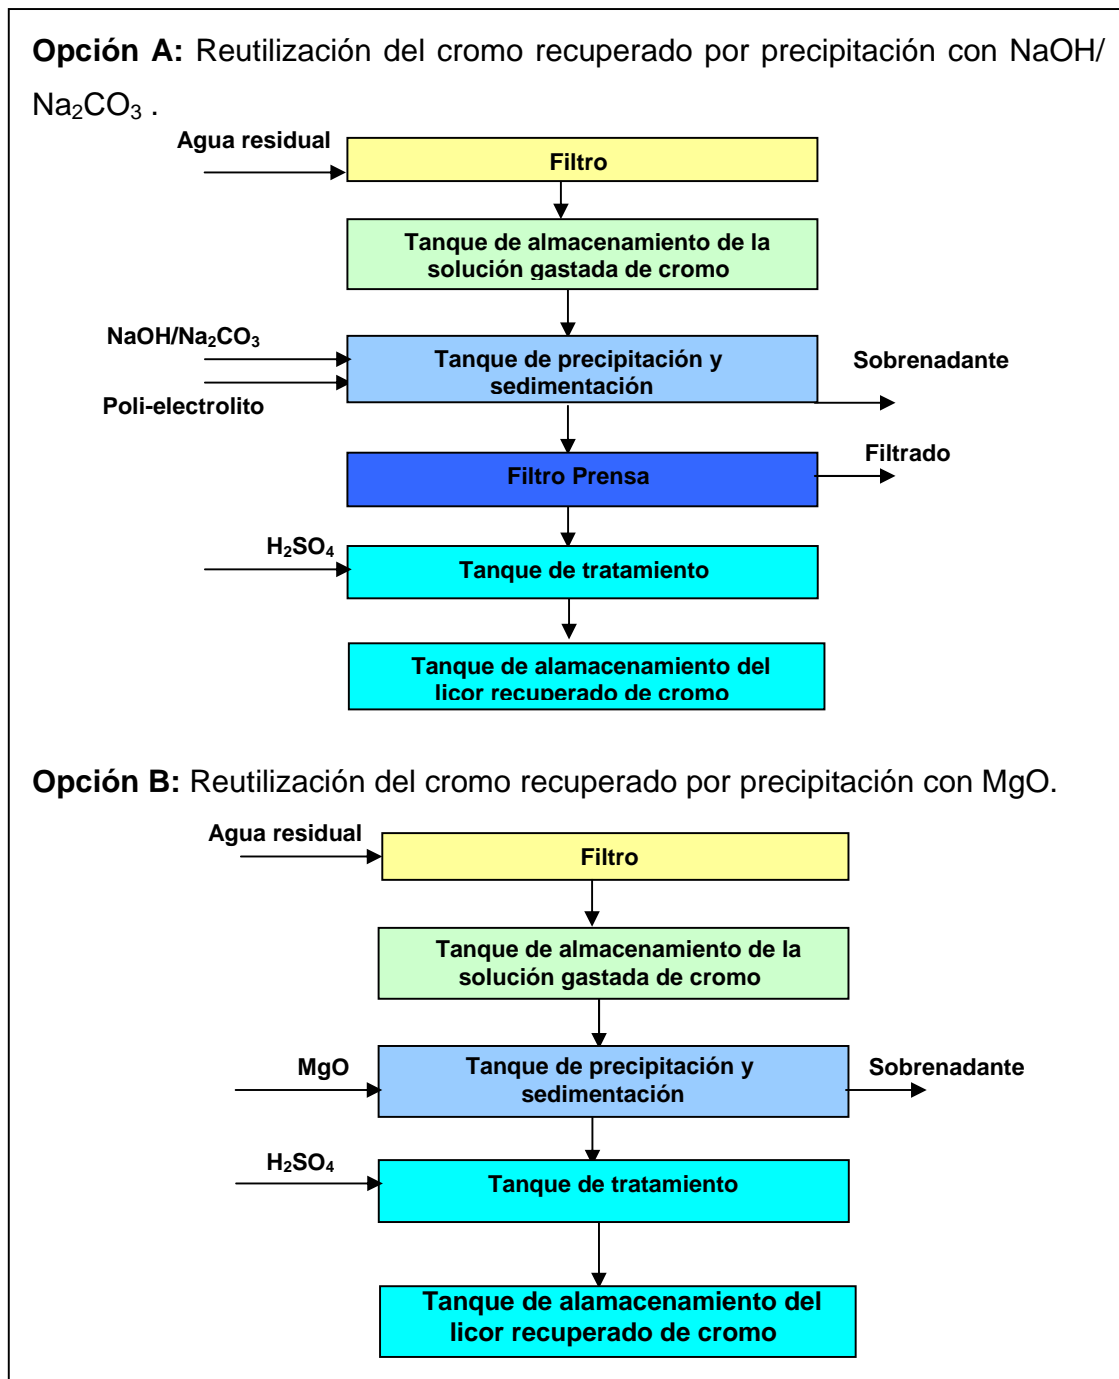 Opción A: Reutilización del cromo recuperado por precipitación con NaOH/
Na₂CO₃ .
Agua residual
Filtro
Tanque de almacenamiento de la
solución gastada de cromo
NaOH/Na₂CO₃
Poli-electrolito
Tanque de precipitación y
sedimentación
Sobrenadante
Filtro Prensa
Filtrado
H₂SO₄
Tanque de tratamiento
Tanque de alamacenamiento del
licor recuperado de cromo
Opción B: Reutilización del cromo recuperado por precipitación con MgO.
Agua residual
Filtro
Tanque de almacenamiento de la
solución gastada de cromo
MgO
Tanque de precipitación y
sedimentación
Sobrenadante
H₂SO₄
Tanque de tratamiento
Tanque de alamacenamiento del
licor recuperado de cromo